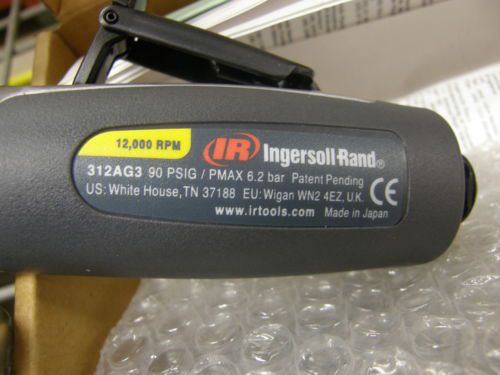 12,000 RPM IR Ingersoll-Rand®
312AG3 90 PSIG / PMAX 6.2 bar Patent Pending
US: White House, TN 37188 EU: Wigan WN2 4EZ, U.K. CE
www.irtools.com Made in Japan